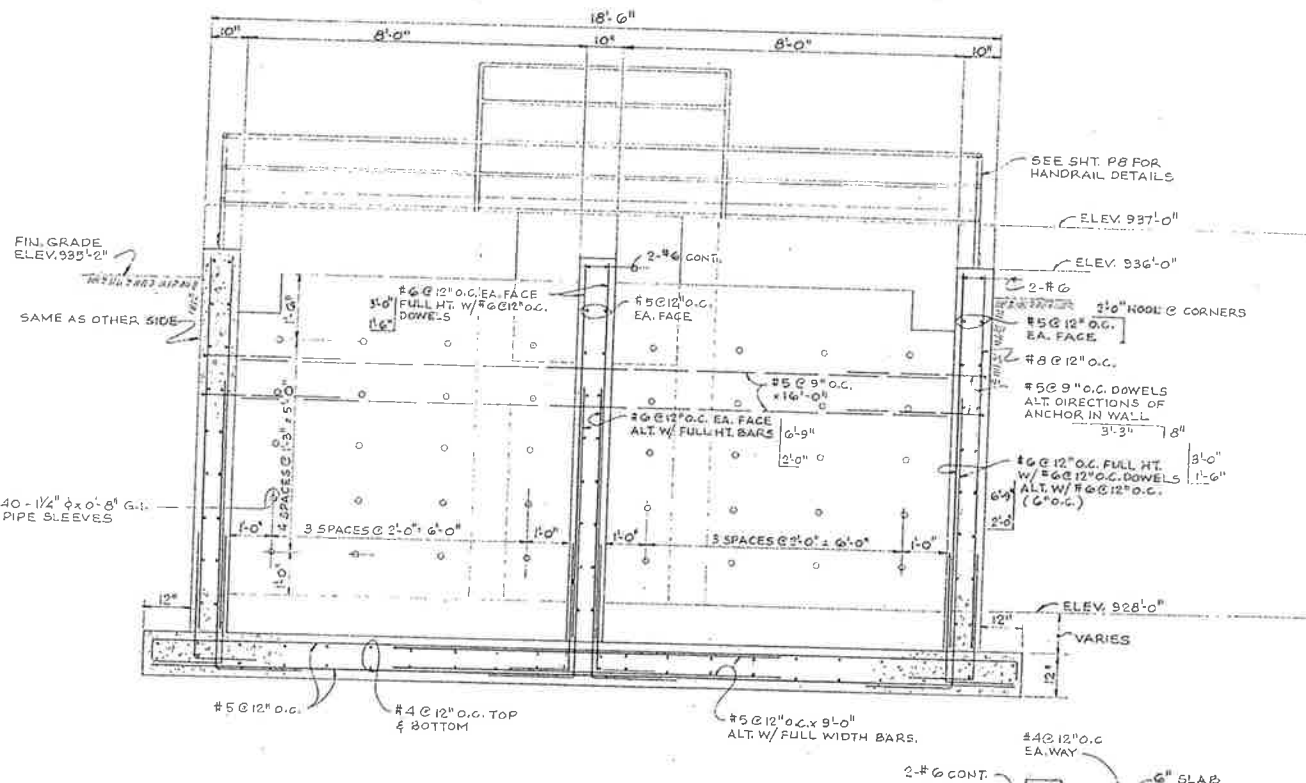 18'-6"
10" 8'-0" 10" 8'-0" 10"
SEE SHT. P8 FOR
HANDRAIL DETAILS
ELEV. 937'-0"
FIN. GRADE
ELEV. 935'-2"
2-#6 CONT.
ELEV. 936'-0"
2-#6
2'-0" HOOK @ CORNERS
#6 @ 12" O.C. EA. FACE
FULL HT. W/ #6 @ 12" O.C.
DOWELS
3'-0"
1'-6"
1'-6"
#5 @ 12" O.C.
EA. FACE
SAME AS OTHER SIDE
#5 @ 12" O.C.
EA. FACE
#8 @ 12" O.C.
#5 @ 9" O.C.
x 16'-0"
#5 @ 9" O.C. DOWELS
ALT. DIRECTIONS OF
ANCHOR IN WALL
3'-3" 8"
4 SPACES @ 1'-3" = 5'-0"
#6 @ 12" O.C. EA. FACE
ALT. W/ FULL HT. BARS
6'-9"
2'-0"
#6 @ 12" O.C. FULL HT.
W/ #6 @ 12" O.C. DOWELS
ALT. W/ #6 @ 12" O.C.
(6" O.C.)
3'-0"
1'-6"
6'-9"
2'-0"
40 - 1 1/4" φ x 0'-8" G.I.
PIPE SLEEVES
1'-0" 3 SPACES @ 2'-0" = 6'-0" 1'-0"
1'-0" 3 SPACES @ 2'-0" = 6'-0" 1'-0"
1'-0"
12"
ELEV. 928'-0"
12"
VARIES
12"
#5 @ 12" O.C.
#4 @ 12" O.C. TOP
& BOTTOM
#5 @ 12" O.C. x 9'-0"
ALT. W/ FULL WIDTH BARS.
#4 @ 12" O.C.
EA. WAY
2-#6 CONT.
6" SLAB